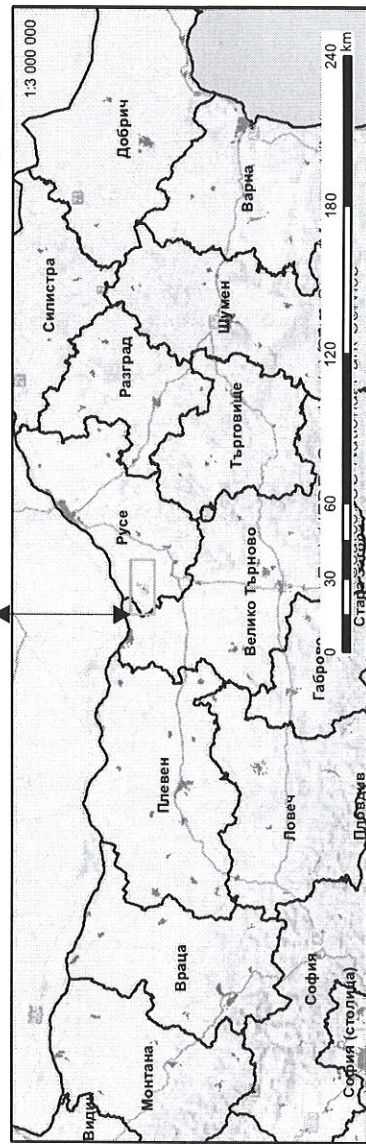 1:3 000 000
Видин
Монтана
Враца
София
София (столица)
Плевен
Ловеч
Пловдив
Велико Търново
Габрово
Русе
Разград
Търговище
Силистра
Шумен
Добрич
Варна
0 30 60 120 180 240
km